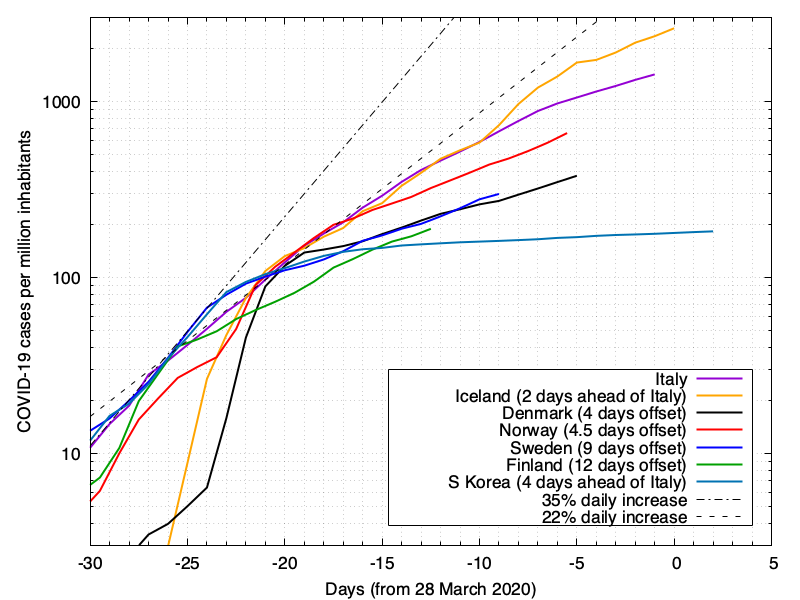 COVID-19 cases per million inhabitants
1000
100
10
Italy
Iceland (2 days ahead of Italy)
Denmark (4 days offset)
Norway (4.5 days offset)
Sweden (9 days offset)
Finland (12 days offset)
S Korea (4 days ahead of Italy)
35% daily increase
22% daily increase
-30 -25 -20 -15 -10 -5 0 5
Days (from 28 March 2020)